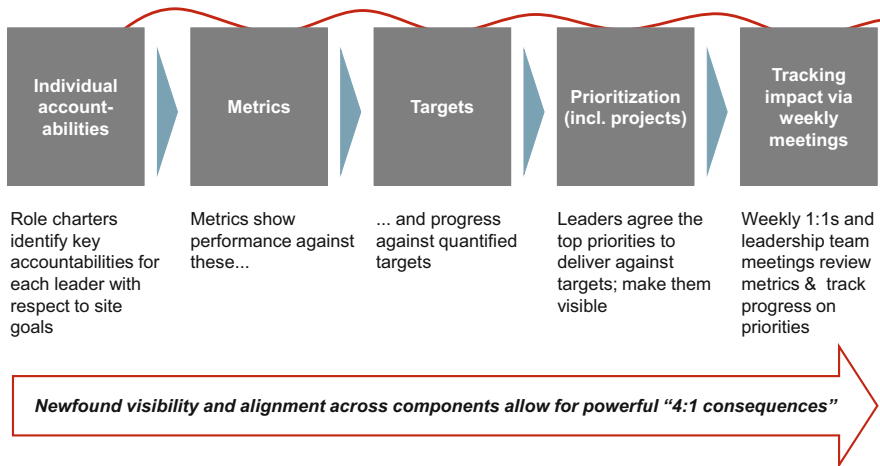 Individual
account-
abilities
Metrics
Targets
Prioritization
(incl. projects)
Tracking
impact via
weekly
meetings
Role charters
identify key
accountabilities for
each leader with
respect to site
goals
Metrics show
performance against
these...
... and progress
against quantified
targets
Leaders agree the
top priorities to
deliver against
targets; make them
visible
Weekly 1:1s and
leadership team
meetings review
metrics & track
progress on
priorities
Newfound visibility and alignment across components allow for powerful “4:1 consequences”